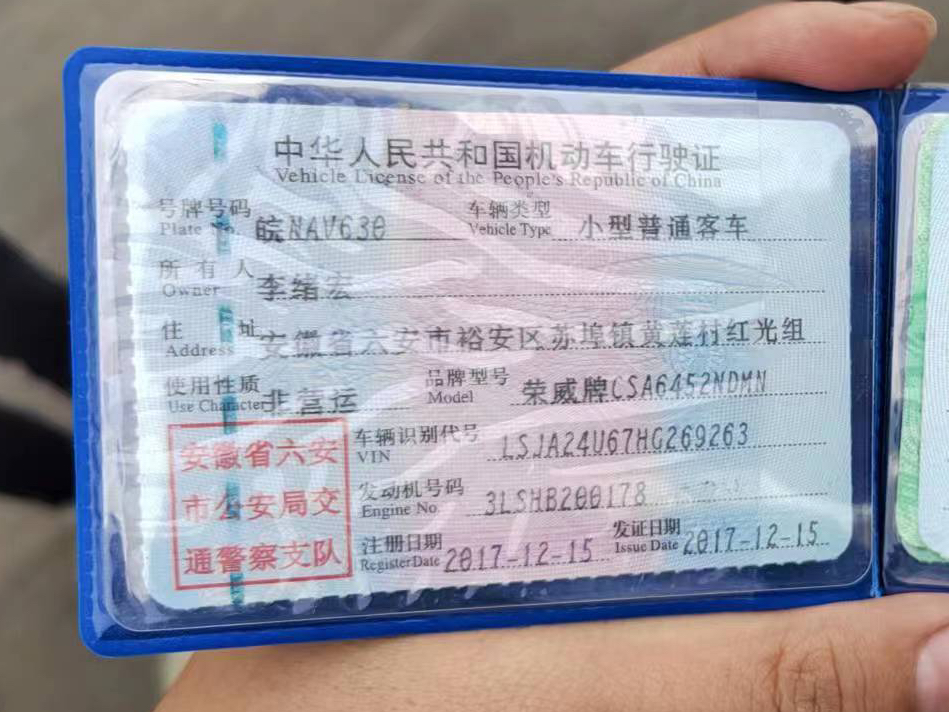 中华人民共和国机动车行驶证
Vehicle License of the People's Republic of China
号牌号码 皖NAV630 车辆类型 小型普通客车
Plate No. Vehicle Type
所有人 李绪宏
Owner
住址 安徽省六安市裕安区苏埠镇黄莲村红光组
Address
使用性质 非营运 品牌型号 荣威牌CSA6452NDMN
Use Character Model
安徽省六安 车辆识别代号 LSJA24U67HG269263
VIN
市公安局交 发动机号码 3LSHB200178
Engine No.
通警察支队 注册日期 2017-12-15 发证日期 2017-12-15
Register Date Issue Date